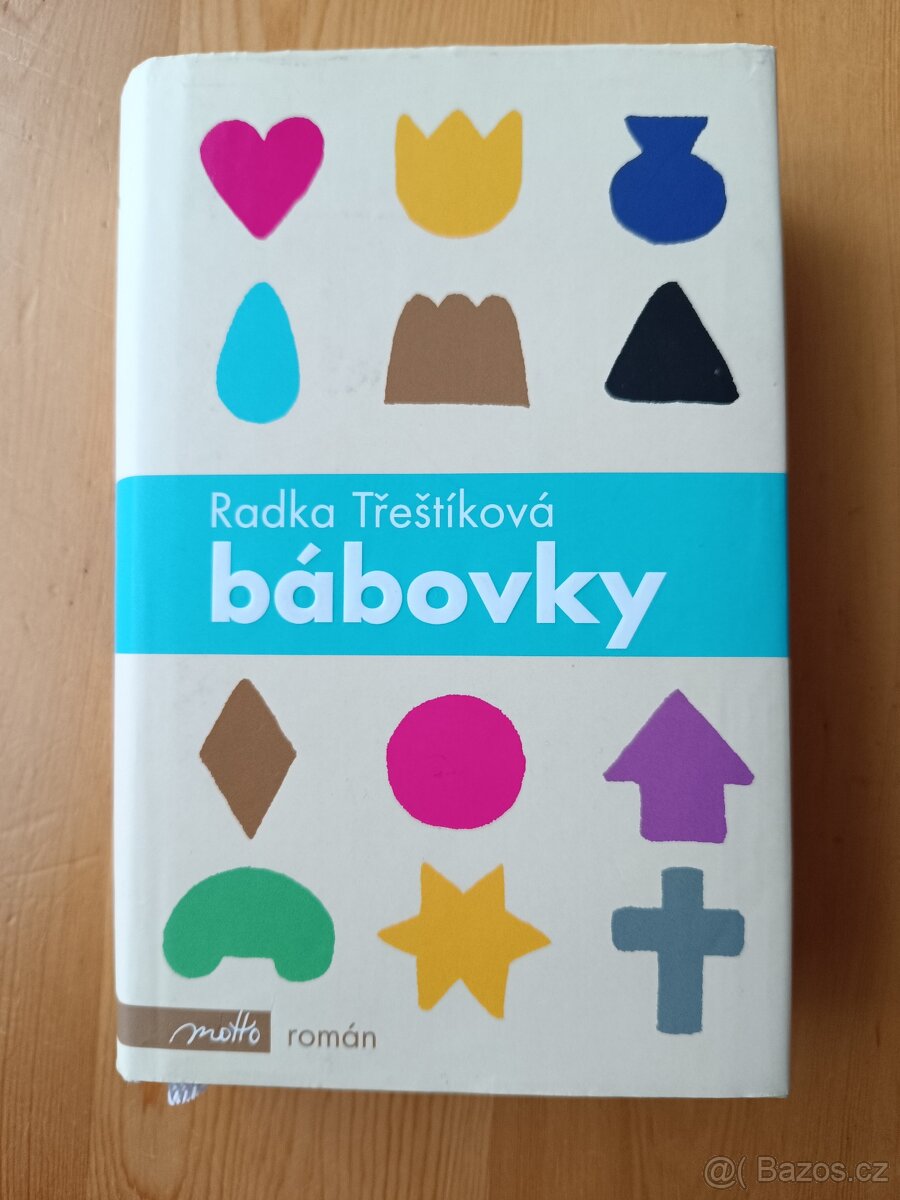 Radka Třeštíková
bábovky
motto román
@( Bazos.cz